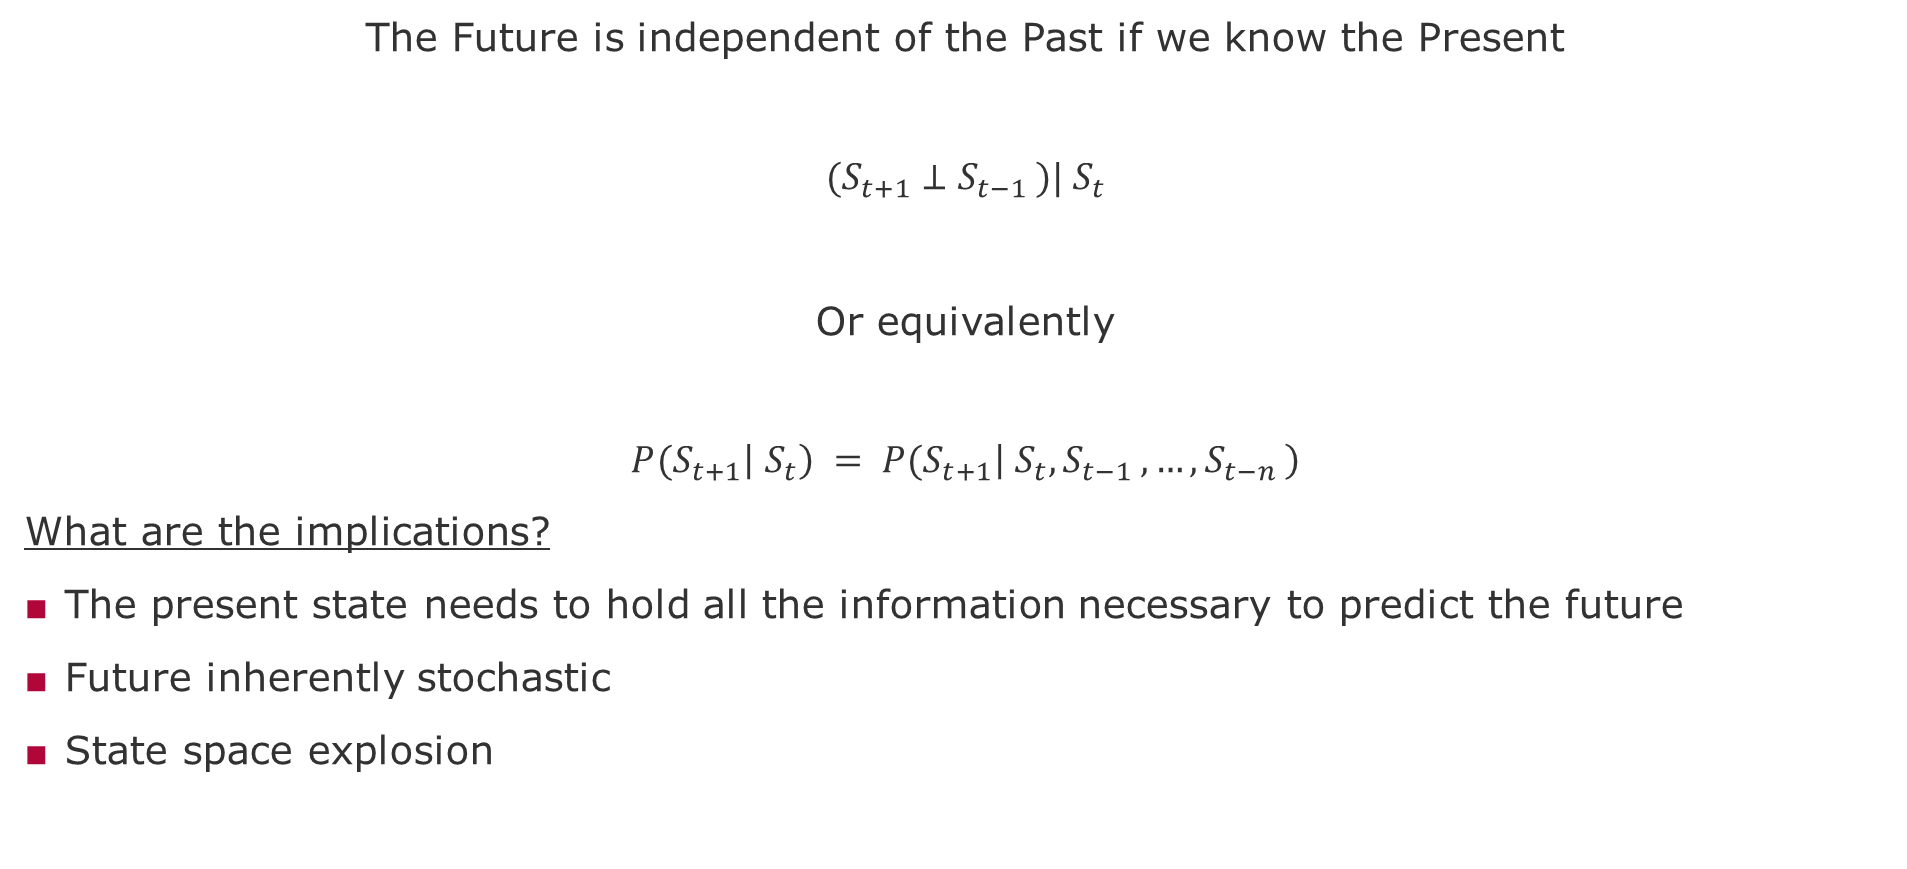 The Future is independent of the Past if we know the Present
(S_{t+1} ⊥ S_{t−1} )| S_t
Or equivalently
P(S_{t+1}| S_t) = P(S_{t+1}| S_t, S_{t−1} , … , S_{t−n} )
What are the implications?
■ The present state needs to hold all the information necessary to predict the future
■ Future inherently stochastic
■ State space explosion